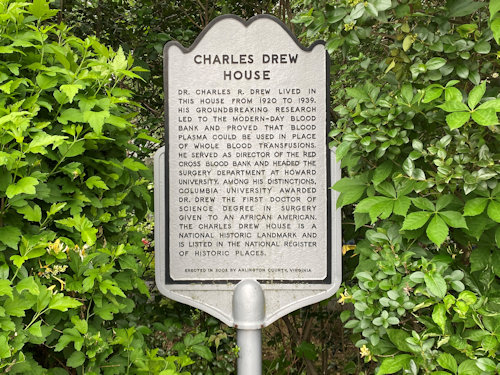 CHARLES DREW
HOUSE
DR. CHARLES R. DREW LIVED IN
THIS HOUSE FROM 1920 TO 1939.
HIS GROUNDBREAKING RESEARCH
LED TO THE MODERN-DAY BLOOD
BANK AND PROVED THAT BLOOD
PLASMA COULD BE USED IN PLACE
OF WHOLE BLOOD TRANSFUSIONS.
HE SERVED AS DIRECTOR OF THE RED
CROSS BLOOD BANK AND HEADED THE
SURGERY DEPARTMENT AT HOWARD
UNIVERSITY. AMONG HIS DISTINCTIONS,
COLUMBIA UNIVERSITY AWARDED
DR. DREW THE FIRST DOCTOR OF
SCIENCE DEGREE IN SURGERY
GIVEN TO AN AFRICAN AMERICAN.
THE CHARLES DREW HOUSE IS A
NATIONAL HISTORIC LANDMARK AND
IS LISTED IN THE NATIONAL REGISTER
OF HISTORIC PLACES.
ERECTED IN 2003 BY ARLINGTON COUNTY, VIRGINIA